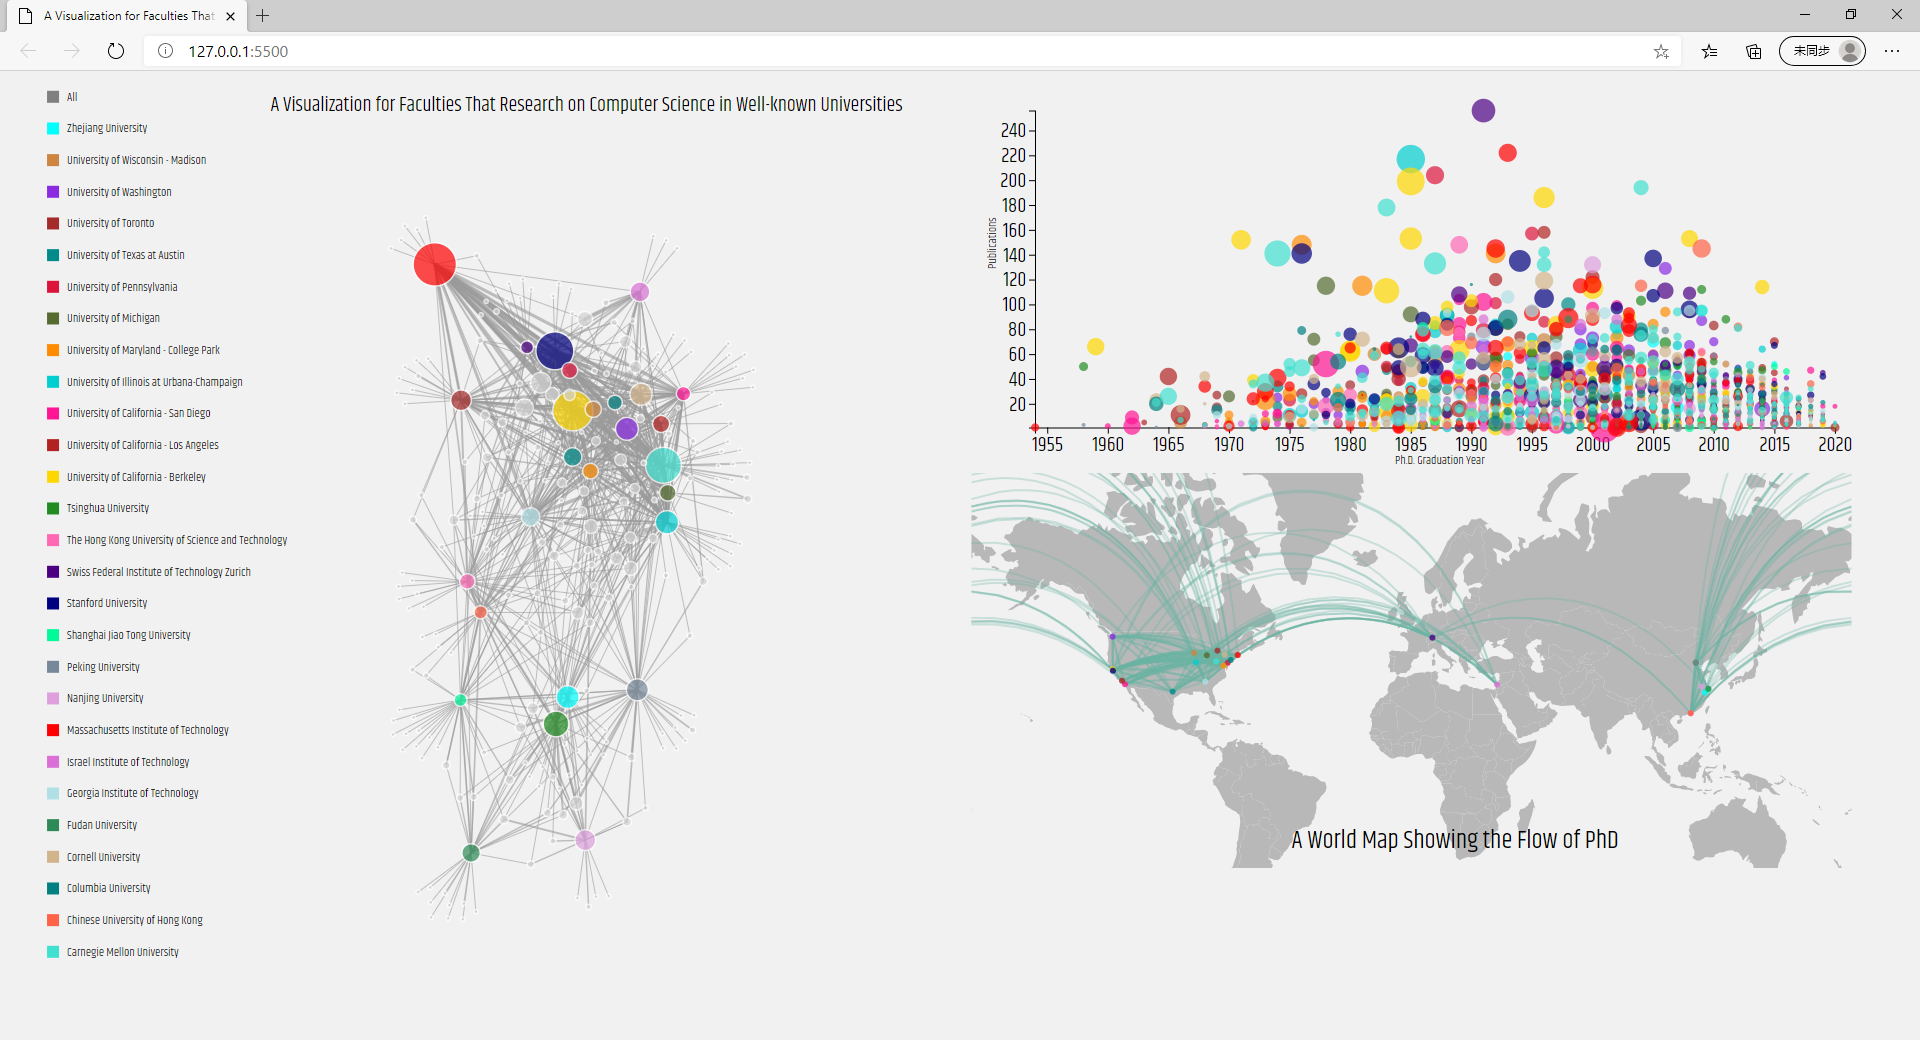 A Visualization for Faculties That
127.0.0.1:5500
未同步
All
Zhejiang University
University of Wisconsin - Madison
University of Washington
University of Toronto
University of Texas at Austin
University of Pennsylvania
University of Michigan
University of Maryland - College Park
University of Illinois at Urbana-Champaign
University of California - San Diego
University of California - Los Angeles
University of California - Berkeley
Tsinghua University
The Hong Kong University of Science and Technology
Swiss Federal Institute of Technology Zurich
Stanford University
Shanghai Jiao Tong University
Peking University
Nanjing University
Massachusetts Institute of Technology
Israel Institute of Technology
Georgia Institute of Technology
Fudan University
Cornell University
Columbia University
Chinese University of Hong Kong
Carnegie Mellon University
A Visualization for Faculties That Research on Computer Science in Well-known Universities
Publications
240
220
200
180
160
140
120
100
80
60
40
20
1955 1960 1965 1970 1975 1980 1985 1990 1995 2000 2005 2010 2015 2020
Ph.D. Graduation Year
A World Map Showing the Flow of PhD